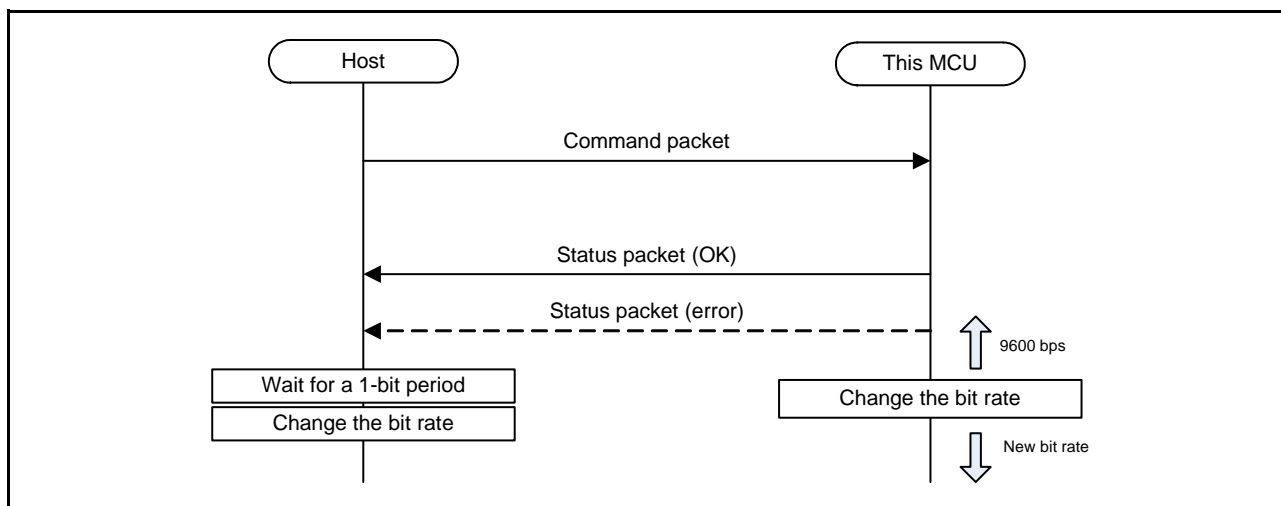 Host
This MCU
Command packet
Status packet (OK)
Status packet (error)
9600 bps
Wait for a 1-bit period
Change the bit rate
Change the bit rate
New bit rate